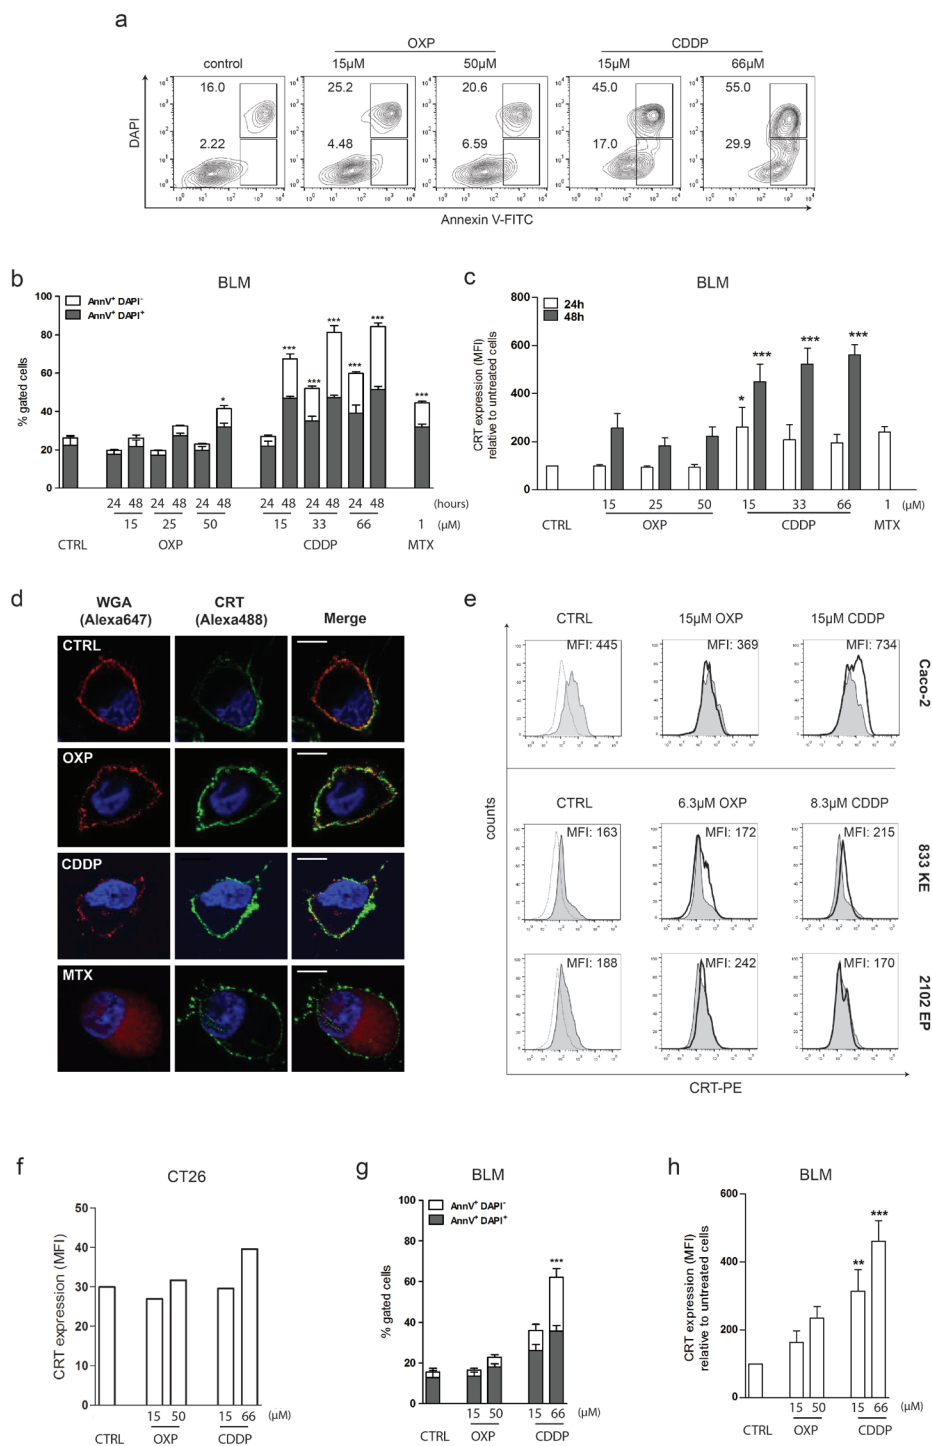 a
OXP CDDP
control 15µM 50µM 15µM 66µM
16.0 25.2 20.6 45.0 55.0
2.22 4.48 6.59 17.0 29.9
DAPI
Annexin V-FITC
b
BLM
AnnV+ DAPI-
AnnV+ DAPI+
% gated cells
100
80
60
40
20
0
24 48 24 48 24 48 24 48 24 48 24 48 (hours)
15 25 50 15 33 66 1 (µM)
CTRL OXP CDDP MTX
* *** *** *** *** *** ***
c
BLM
24h
48h
CRT expression (MFI)
relative to untreated cells
800
600
400
200
0
* *** *** ***
15 25 50 15 33 66 1 (µM)
CTRL OXP CDDP MTX
d
WGA CRT
(Alexa647) (Alexa488) Merge
CTRL
OXP
CDDP
MTX
e
CTRL 15µM OXP 15µM CDDP
MFI: 445 MFI: 369 MFI: 734
Caco-2
CTRL 6.3µM OXP 8.3µM CDDP
MFI: 163 MFI: 172 MFI: 215
833 KE
MFI: 188 MFI: 242 MFI: 170
2102 EP
counts
CRT-PE
f
CT26
CRT expression (MFI)
50
40
30
20
10
0
15 50 15 66 (µM)
CTRL OXP CDDP
g
BLM
AnnV+ DAPI-
AnnV+ DAPI+
% gated cells
100
80
60
40
20
0
***
15 50 15 66 (µM)
CTRL OXP CDDP
h
BLM
CRT expression (MFI)
relative to untreated cells
600
400
200
0
** ***
15 50 15 66 (µM)
CTRL OXP CDDP